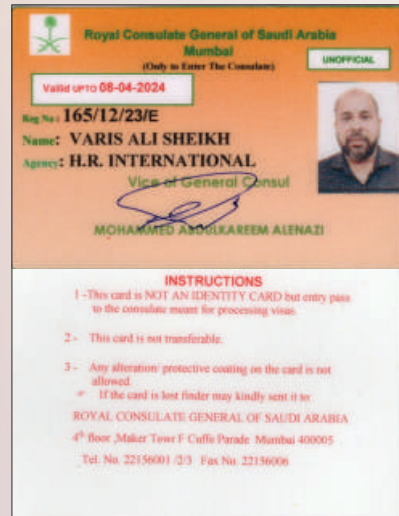 Royal Consulate General of Saudi Arabia
Mumbai
(Only to Enter The Consulate)
UNOFFICIAL
Valiid UPTO 08-04-2024
Reg No: 165/12/23/E
Name: VARIS ALI SHEIKH
Agency: H.R. INTERNATIONAL
Vice of General Consul
MOHAMMED ABDULKAREEM ALENAZI
INSTRUCTIONS
1 -This card is NOT AN IDENTITY CARD but entry pass
to the consulate meant for processing visas.
2 - This card is not transferable.
3 - Any alteration/ protective coating on the card is not
allowed.
* If the card is lost finder may kindly sent it to:
ROYAL CONSULATE GENERAL OF SAUDI ARABIA
4th floor ,Maker Towr F Cuffe Parade Mumbai 400005
Tel. No. 22156001 /2/3 Fax No. 22156006